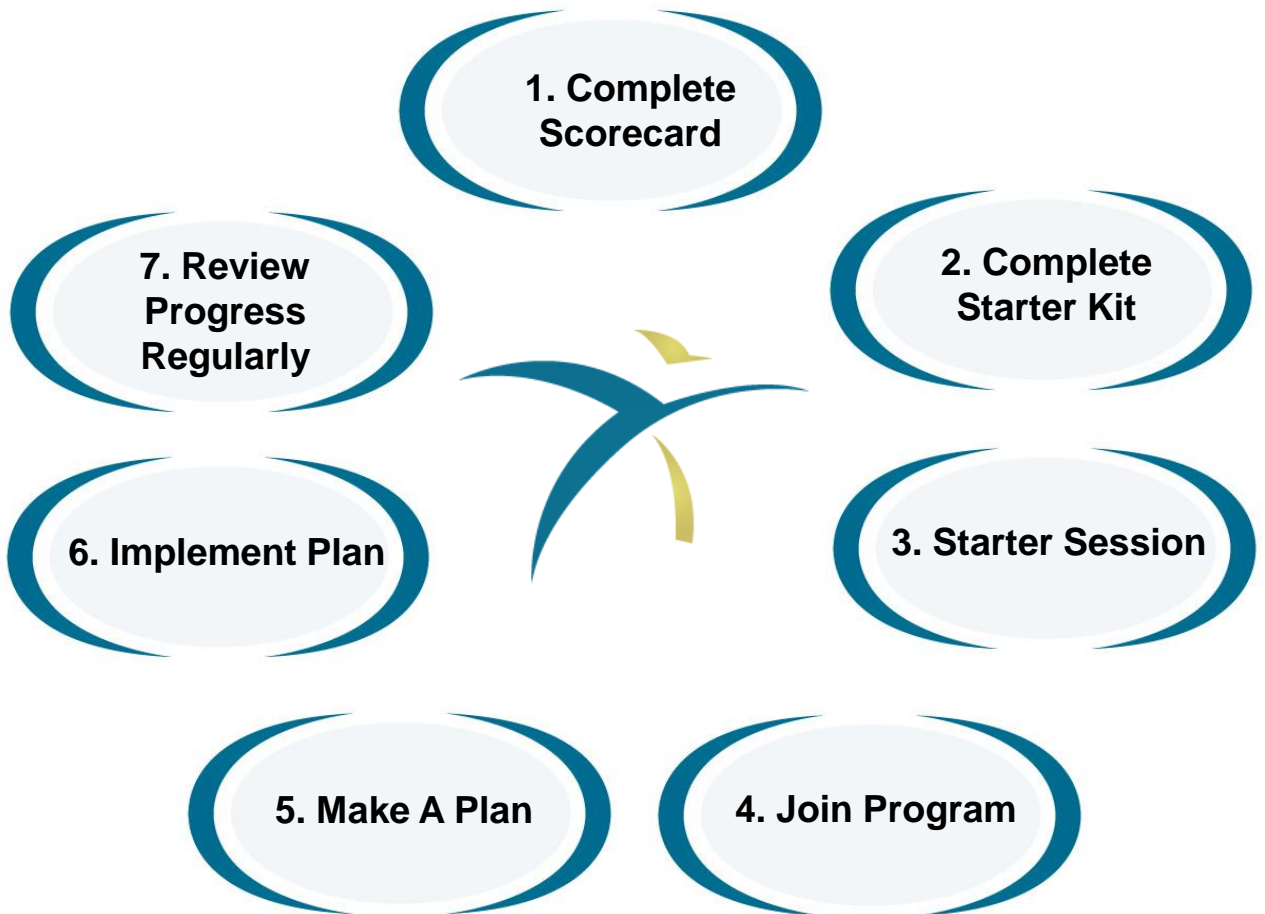 1. Complete
Scorecard
2. Complete
Starter Kit
3. Starter Session
4. Join Program
5. Make A Plan
6. Implement Plan
7. Review
Progress
Regularly